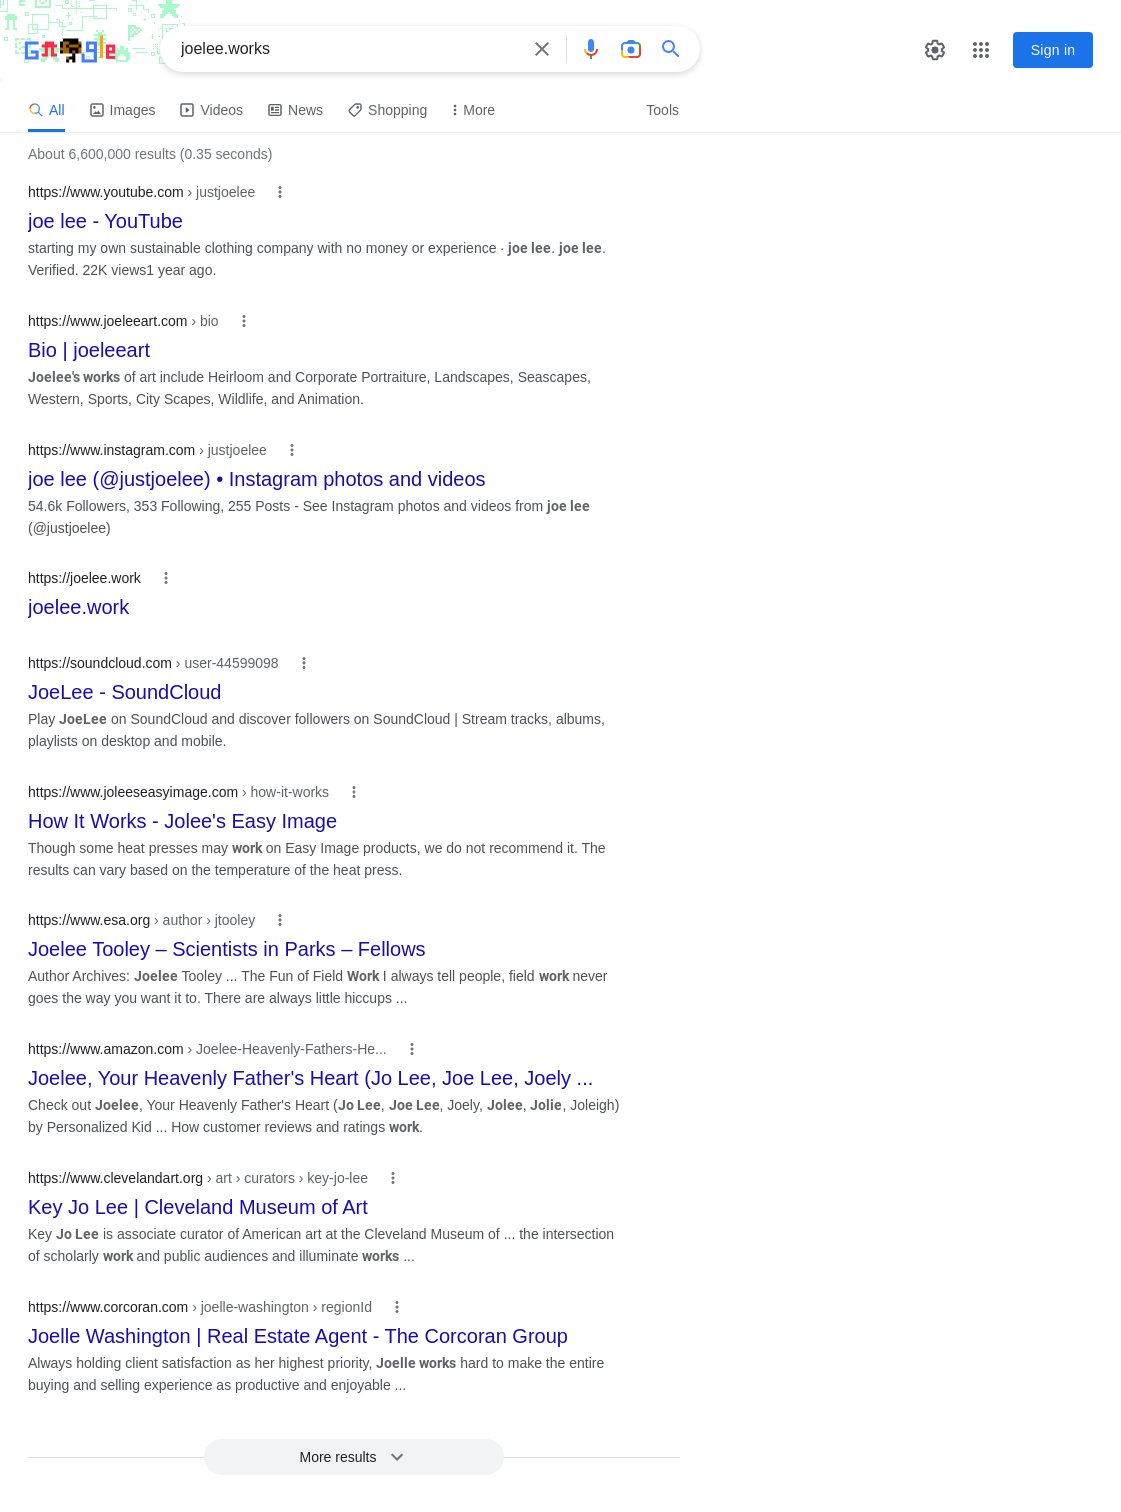 Google
joelee.works
Sign in
All Images Videos News Shopping More Tools
About 6,600,000 results (0.35 seconds)
https://www.youtube.com › justjoelee
joe lee - YouTube
starting my own sustainable clothing company with no money or experience · joe lee. joe lee.
Verified. 22K views1 year ago.
https://www.joeleeart.com › bio
Bio | joeleeart
Joelee's works of art include Heirloom and Corporate Portraiture, Landscapes, Seascapes,
Western, Sports, City Scapes, Wildlife, and Animation.
https://www.instagram.com › justjoelee
joe lee (@justjoelee) • Instagram photos and videos
54.6k Followers, 353 Following, 255 Posts - See Instagram photos and videos from joe lee
(@justjoelee)
https://joelee.work
joelee.work
https://soundcloud.com › user-44599098
JoeLee - SoundCloud
Play JoeLee on SoundCloud and discover followers on SoundCloud | Stream tracks, albums,
playlists on desktop and mobile.
https://www.joleeseasyimage.com › how-it-works
How It Works - Jolee's Easy Image
Though some heat presses may work on Easy Image products, we do not recommend it. The
results can vary based on the temperature of the heat press.
https://www.esa.org › author › jtooley
Joelee Tooley – Scientists in Parks – Fellows
Author Archives: Joelee Tooley ... The Fun of Field Work I always tell people, field work never
goes the way you want it to. There are always little hiccups ...
https://www.amazon.com › Joelee-Heavenly-Fathers-He...
Joelee, Your Heavenly Father's Heart (Jo Lee, Joe Lee, Joely ...
Check out Joelee, Your Heavenly Father's Heart (Jo Lee, Joe Lee, Joely, Jolee, Jolie, Joleigh)
by Personalized Kid ... How customer reviews and ratings work.
https://www.clevelandart.org › art › curators › key-jo-lee
Key Jo Lee | Cleveland Museum of Art
Key Jo Lee is associate curator of American art at the Cleveland Museum of ... the intersection
of scholarly work and public audiences and illuminate works ...
https://www.corcoran.com › joelle-washington › regionId
Joelle Washington | Real Estate Agent - The Corcoran Group
Always holding client satisfaction as her highest priority, Joelle works hard to make the entire
buying and selling experience as productive and enjoyable ...
More results